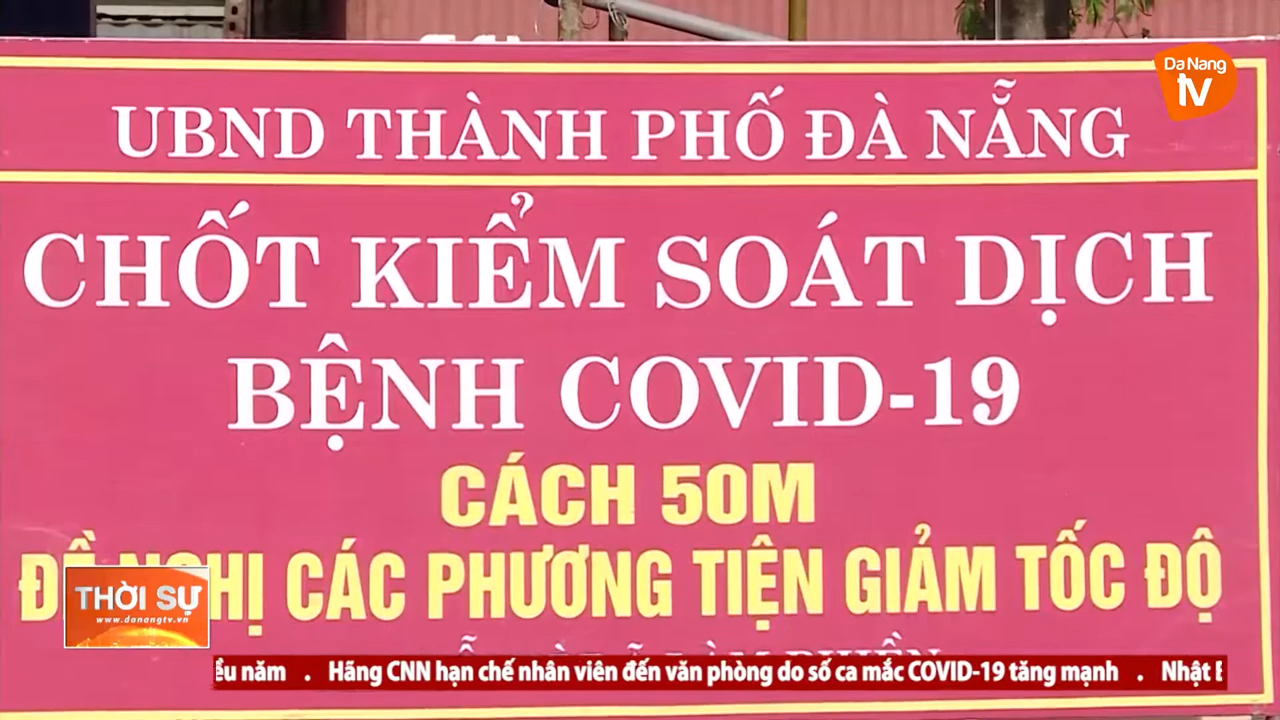 Da Nang
tv
UBND THÀNH PHỐ ĐÀ NẴNG
CHỐT KIỂM SOÁT DỊCH
BỆNH COVID-19
CÁCH 50M
CÁC PHƯƠNG TIỆN GIẢM TỐC ĐỘ
THỜI SỰ
www.danangtv.vn
năm . Hãng CNN hạn chế nhân viên đến văn phòng do số ca mắc COVID-19 tăng mạnh . Nhật